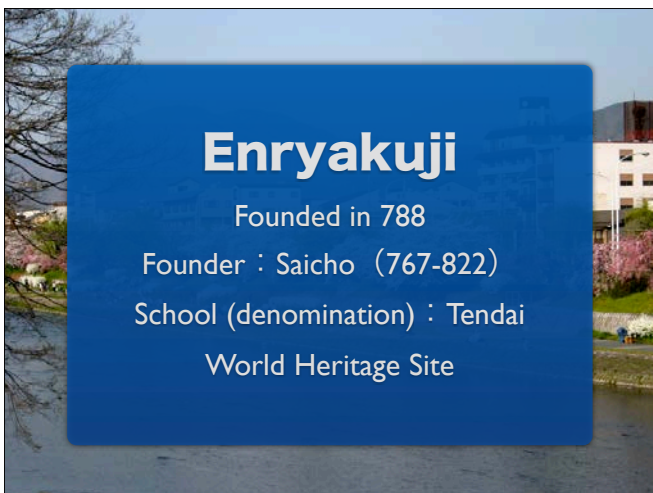 Enryakuji
Founded in 788
Founder：Saicho（767-822）
School (denomination)：Tendai
World Heritage Site